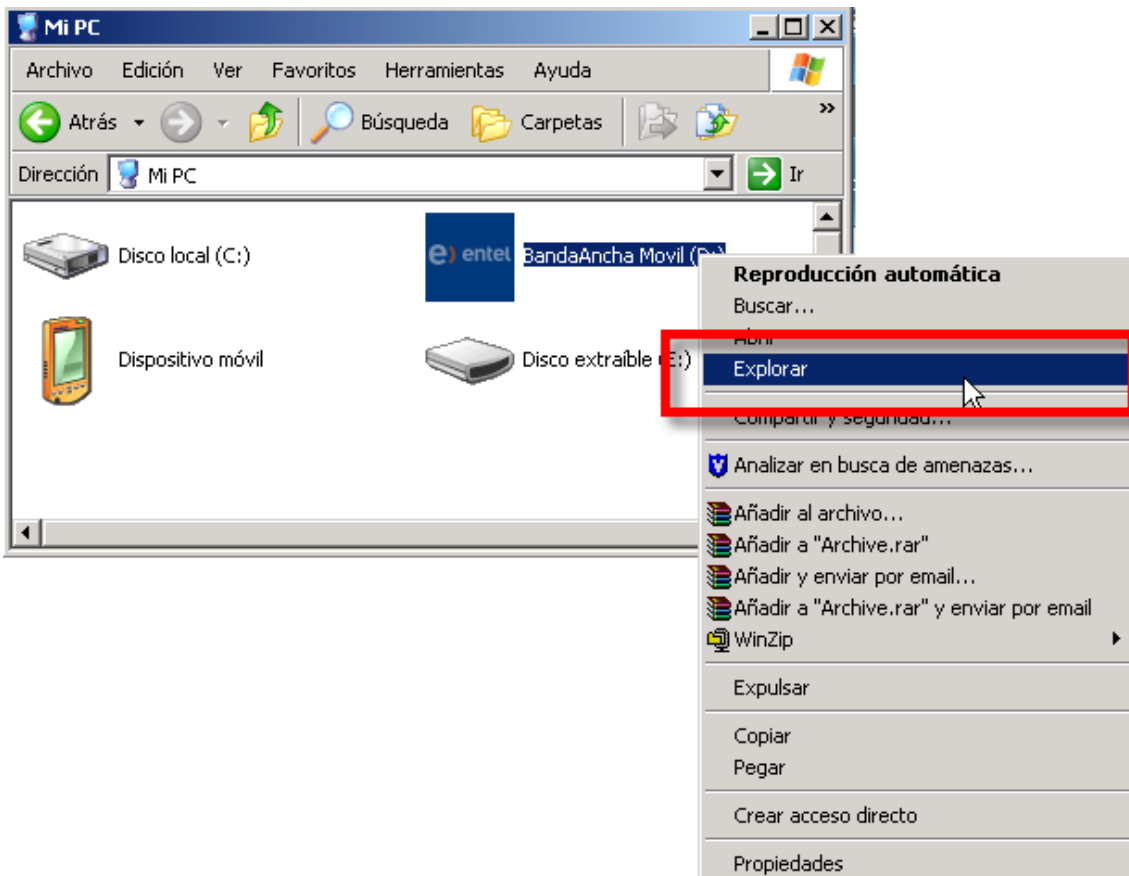 Mi PC
Archivo Edición Ver Favoritos Herramientas Ayuda
Atrás Búsqueda Carpetas »
Dirección Mi PC Ir
Disco local (C:)
e) entel BandaAncha Movil (D:)
Dispositivo móvil
Disco extraíble (E:)
Reproducción automática
Buscar...
Abrir
Explorar
Compartir y seguridad...
Analizar en busca de amenazas...
Añadir al archivo...
Añadir a "Archive.rar"
Añadir y enviar por email...
Añadir a "Archive.rar" y enviar por email
WinZip
Expulsar
Copiar
Pegar
Crear acceso directo
Propiedades